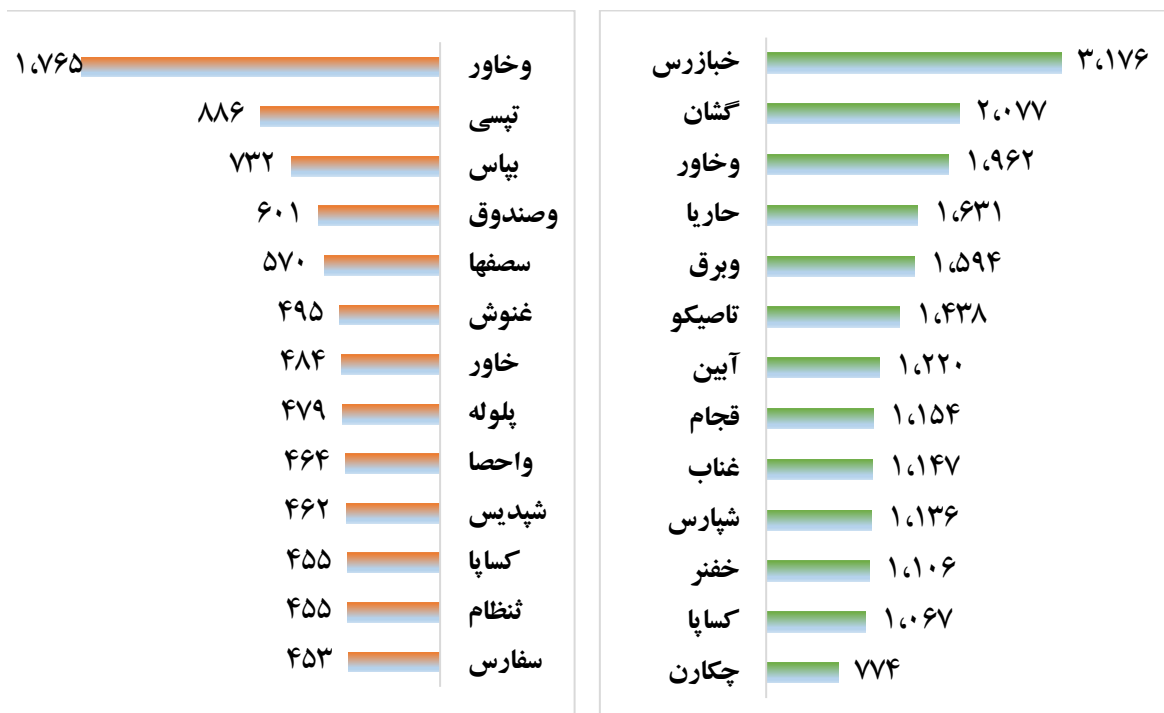 خبازرس ۳،۱۷۶
گشان ۲،۰۷۷
وخاور ۱،۹۶۲
حاریا ۱،۶۳۱
وبرق ۱،۵۹۴
تاصیکو ۱،۴۳۸
آبین ۱،۲۲۰
قجام ۱،۱۵۴
غناب ۱،۱۴۷
شپارس ۱،۱۳۶
خفنر ۱،۱۰۶
کساپا ۱،۰۶۷
چکارن ۷۷۴
وخاور ۱،۷۶۵
تپسی ۸۸۶
بپاس ۷۳۲
وصندوق ۶۰۱
سصفها ۵۷۰
غنوش ۴۹۵
خاور ۴۸۴
پلوله ۴۷۹
واحصا ۴۶۴
شپدیس ۴۶۲
کساپا ۴۵۵
ثنظام ۴۵۵
سفارس ۴۵۳